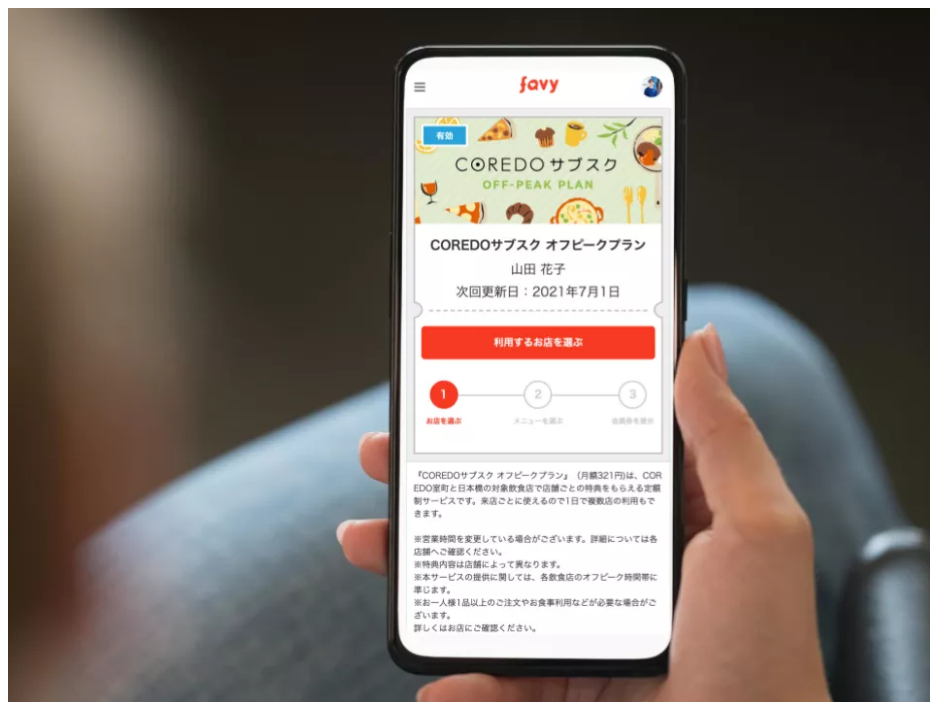 favy
有効
COREDOサブスク
OFF-PEAK PLAN
COREDOサブスク オフピークプラン
山田 花子
次回更新日：2021年7月1日
利用するお店を選ぶ
1 2 3
お店を選ぶ メニューを選ぶ 会員券を提示
『COREDOサブスク オフピークプラン』（月額321円)は、COR
EDO室町と日本橋の対象飲食店で店舗ごとの特典をもらえる定額
制サービスです。来店ごとに使えるので1日で複数店の利用もで
きます。
※営業時間を変更している場合がございます。詳細については各
店舗へご確認ください。
※特典内容は店舗によって異なります。
※本サービスの提供に関しては、各飲食店のオフピーク時間帯に
準じます。
※お一人様1品以上のご注文やお食事利用などが必要な場合がご
ざいます。
詳しくはお店にご確認ください。